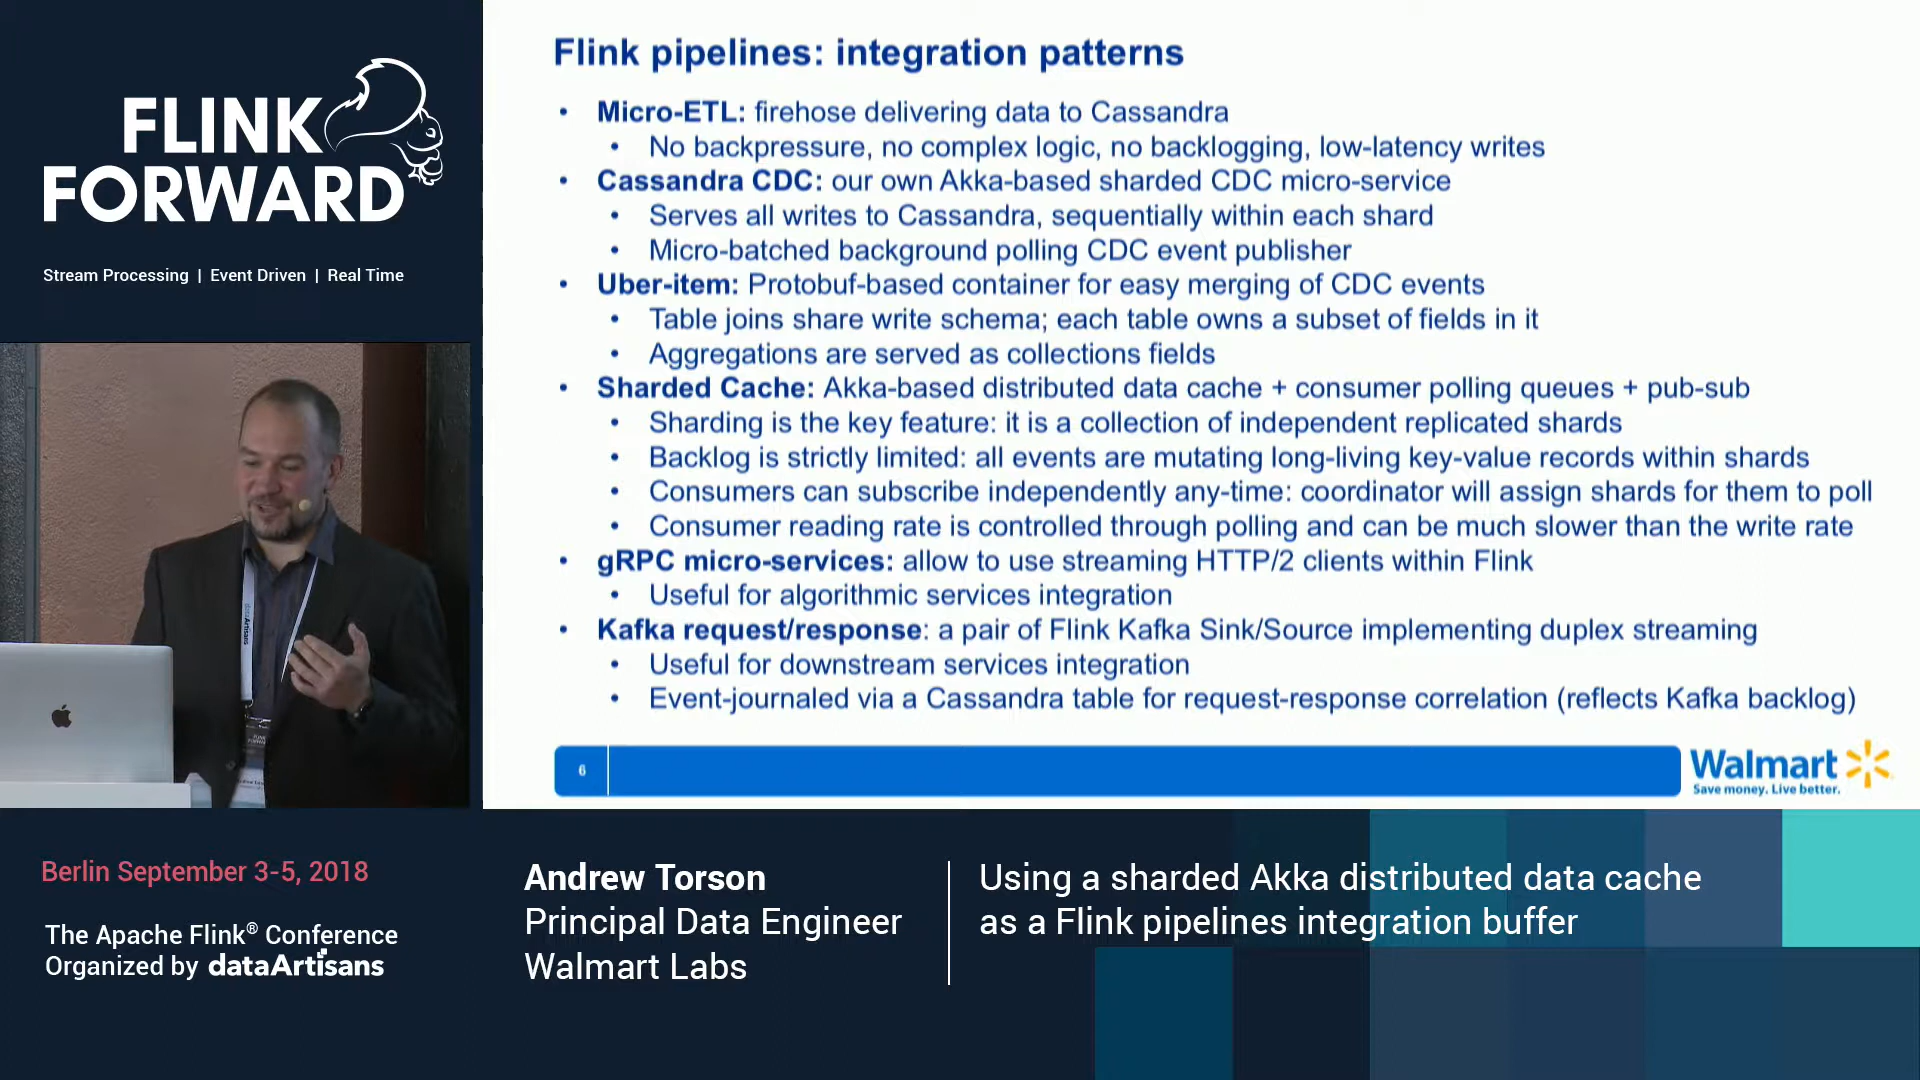 FLINK
FORWARD
Stream Processing | Event Driven | Real Time
Flink pipelines: integration patterns
• Micro-ETL: firehose delivering data to Cassandra
• No backpressure, no complex logic, no backlogging, low-latency writes
• Cassandra CDC: our own Akka-based sharded CDC micro-service
• Serves all writes to Cassandra, sequentially within each shard
• Micro-batched background polling CDC event publisher
• Uber-item: Protobuf-based container for easy merging of CDC events
• Table joins share write schema; each table owns a subset of fields in it
• Aggregations are served as collections fields
• Sharded Cache: Akka-based distributed data cache + consumer polling queues + pub-sub
• Sharding is the key feature: it is a collection of independent replicated shards
• Backlog is strictly limited: all events are mutating long-living key-value records within shards
• Consumers can subscribe independently any-time: coordinator will assign shards for them to poll
• Consumer reading rate is controlled through polling and can be much slower than the write rate
• gRPC micro-services: allow to use streaming HTTP/2 clients within Flink
• Useful for algorithmic services integration
• Kafka request/response: a pair of Flink Kafka Sink/Source implementing duplex streaming
• Useful for downstream services integration
• Event-journaled via a Cassandra table for request-response correlation (reflects Kafka backlog)
6
Walmart
Save money. Live better.
dataArtisans
Berlin September 3-5, 2018
The Apache Flink® Conference
Organized by dataArtisans
Andrew Torson
Principal Data Engineer
Walmart Labs
Using a sharded Akka distributed data cache
as a Flink pipelines integration buffer